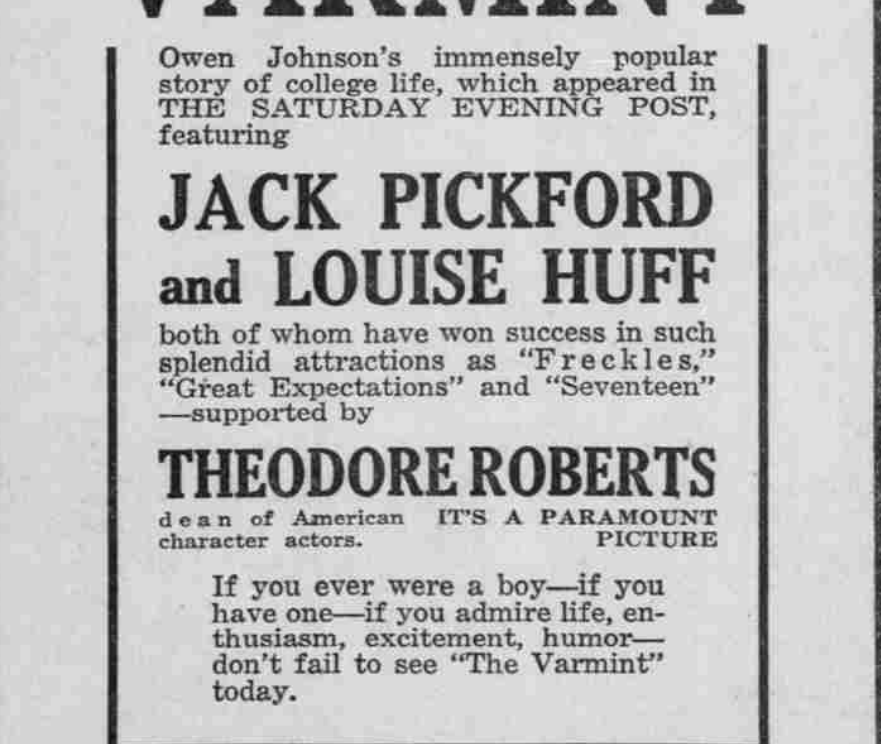 VARMINT
Owen Johnson's immensely popular
story of college life, which appeared in
THE SATURDAY EVENING POST,
featuring
JACK PICKFORD
and LOUISE HUFF
both of whom have won success in such
splendid attractions as "Freckles,"
"Great Expectations" and "Seventeen"
—supported by
THEODORE ROBERTS
dean of American IT'S A PARAMOUNT
character actors. PICTURE
If you ever were a boy—if you
have one—if you admire life, en-
thusiasm, excitement, humor—
don't fail to see "The Varmint"
today.